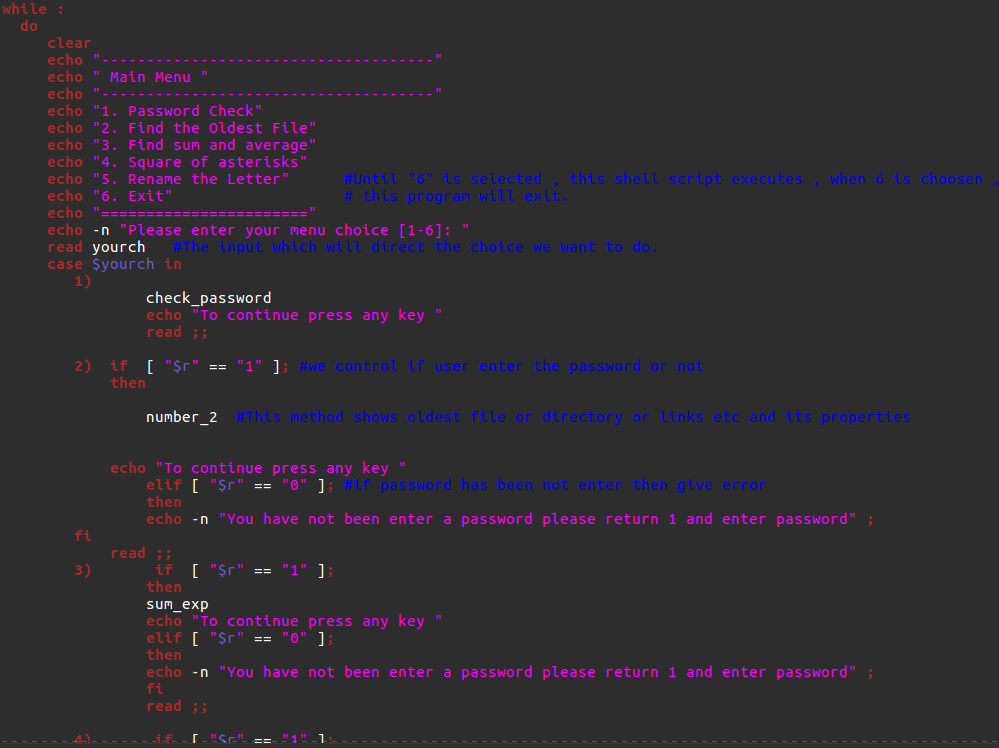 while :
do
clear
echo "-------------------------------------"
echo " Main Menu "
echo "-------------------------------------"
echo "1. Password Check"
echo "2. Find the Oldest File"
echo "3. Find sum and average"
echo "4. Square of asterisks"
echo "5. Rename the Letter" #Until "6" is selected , this shell script executes , when 6 is choosen ,
echo "6. Exit" # this program will exit.
echo "======================="
echo -n "Please enter your menu choice [1-6]: "
read yourch #The input which will direct the choice we want to do.
case $yourch in
1)
check_password
echo "To continue press any key "
read ;;
2) if [ "$r" == "1" ]; #we control if user enter the password or not
then
number_2 #This method shows oldest file or directory or links etc and its properties
echo "To continue press any key "
elif [ "$r" == "0" ]; #if password has been not enter then give error
then
echo -n "You have not been enter a password please return 1 and enter password" ;
fi
read ;;
3) if [ "$r" == "1" ];
then
sum_exp
echo "To continue press any key "
elif [ "$r" == "0" ];
then
echo -n "You have not been enter a password please return 1 and enter password" ;
fi
read ;;
4) if [ "$r" == "1" ];